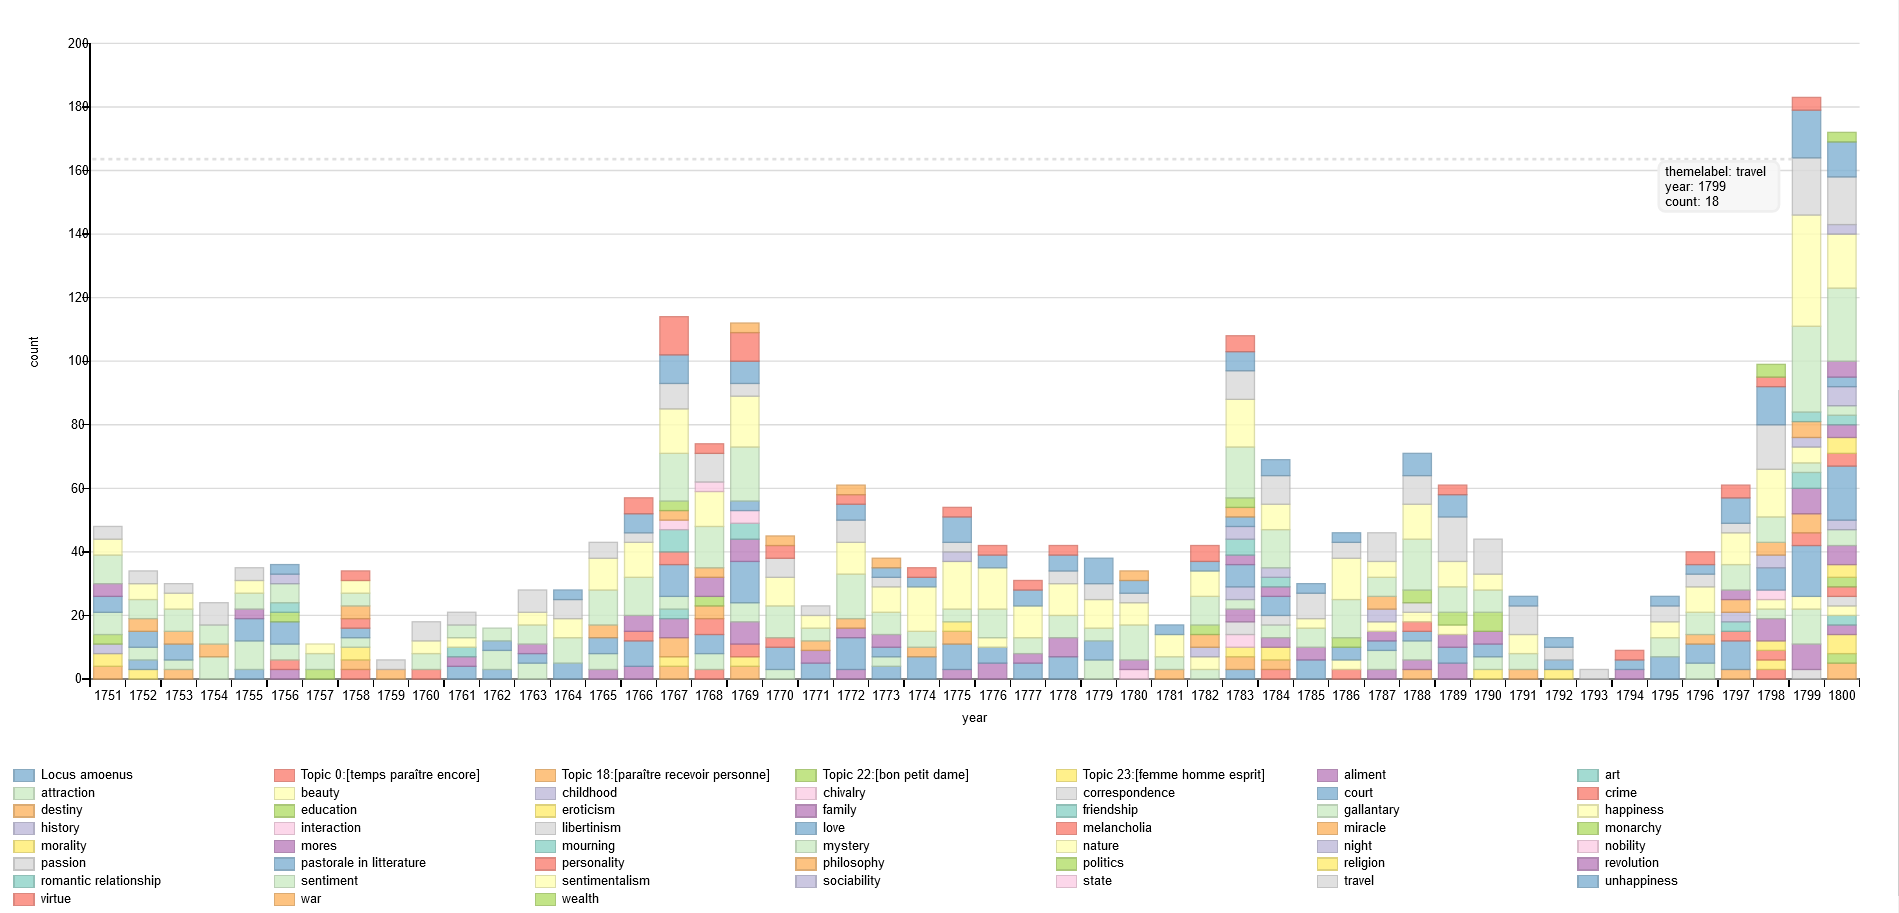 200
180
160
140
120
100
80
60
40
20
0
count
themelabel: travel
year: 1799
count: 18
1751 1752 1753 1754 1755 1756 1757 1758 1759 1760 1761 1762 1763 1764 1765 1766 1767 1768 1769 1770 1771 1772 1773 1774 1775 1776 1777 1778 1779 1780 1781 1782 1783 1784 1785 1786 1787 1788 1789 1790 1791 1792 1793 1794 1795 1796 1797 1798 1799 1800
year
Locus amoenus Topic 0:[temps paraître encore] Topic 18:[paraître recevoir personne] Topic 22:[bon petit dame] Topic 23:[femme homme esprit] aliment art
attraction beauty childhood chivalry correspondence court crime
destiny education eroticism family friendship gallantary happiness
history interaction libertinism love melancholia miracle monarchy
morality mores mourning mystery nature night nobility
passion pastorale in litterature personality philosophy politics religion revolution
romantic relationship sentiment sentimentalism sociability state travel unhappiness
virtue war wealth